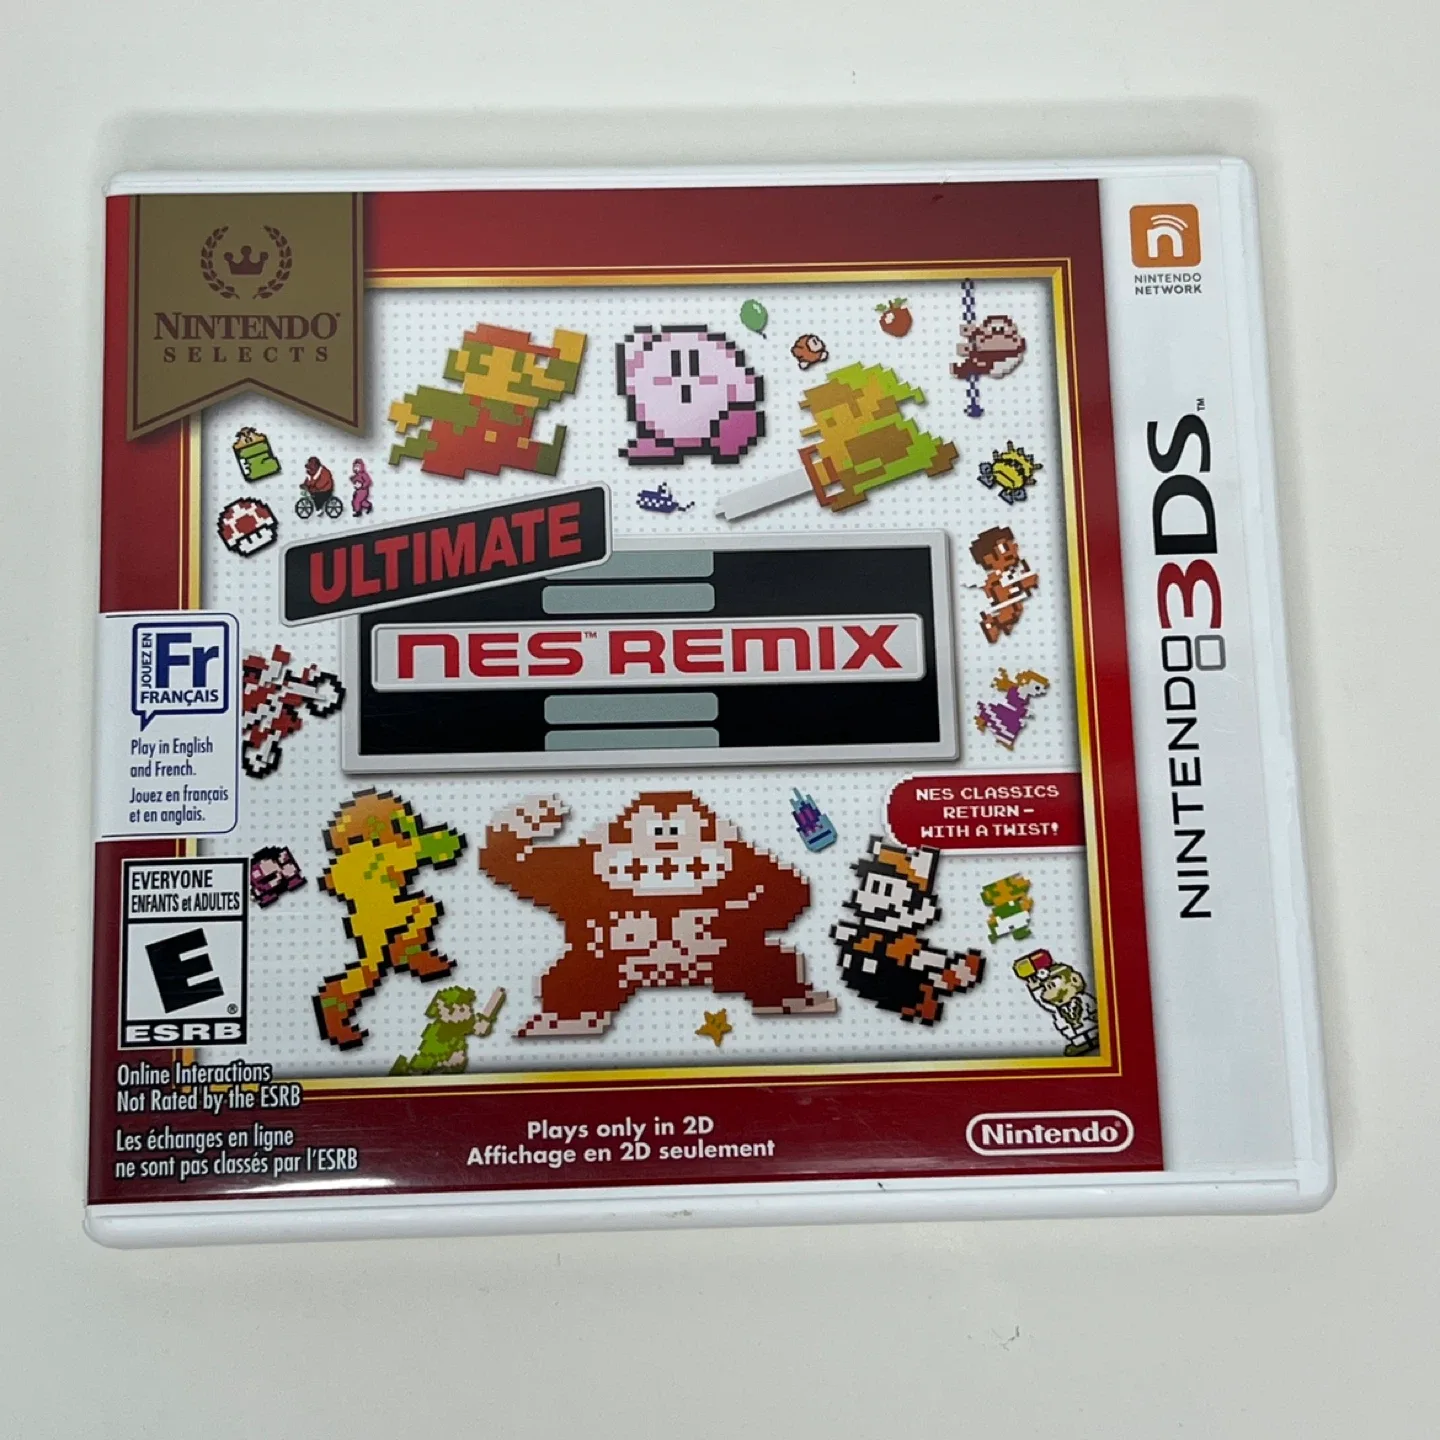 NINTENDO
SELECTS
NINTENDO
NETWORK
ULTIMATE
NES™ REMIX
JOUEZ EN
Fr
FRANÇAIS
Play in English
and French.
Jouez en français
et en anglais.
NES CLASSICS
RETURN -
WITH A TWIST!
EVERYONE
ENFANTS et ADULTES
E
ESRB
Online Interactions
Not Rated by the ESRB
Les échanges en ligne
ne sont pas classés par l'ESRB
Plays only in 2D
Affichage en 2D seulement
Nintendo®
NINTENDO 3DS™